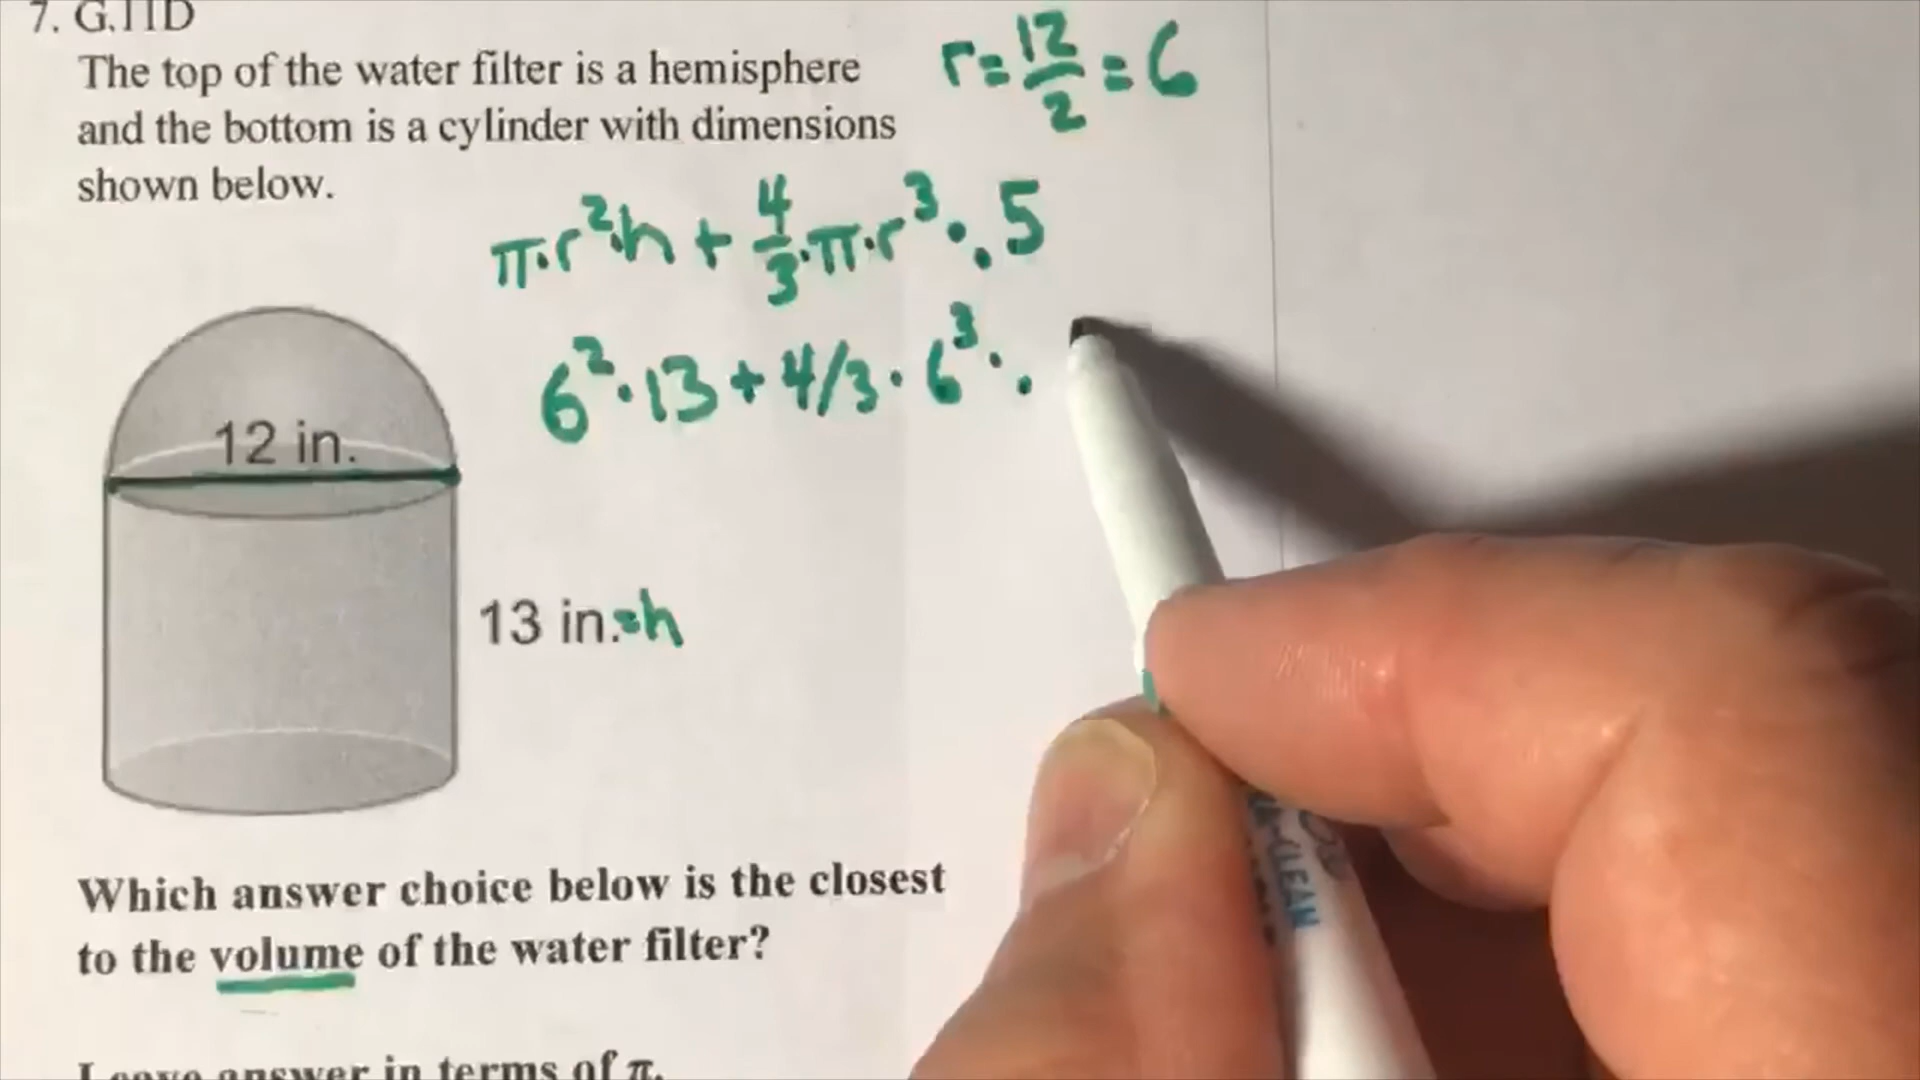 7. G.11D
The top of the water filter is a hemisphere
and the bottom is a cylinder with dimensions
shown below.
r=12/2=6
π·r²·h+4/3·π·r³·.5
6²·13+4/3·6³·.
12 in.
13 in.=h
Which answer choice below is the closest
to the volume of the water filter?
Leave answer in terms of π.
CLEAN